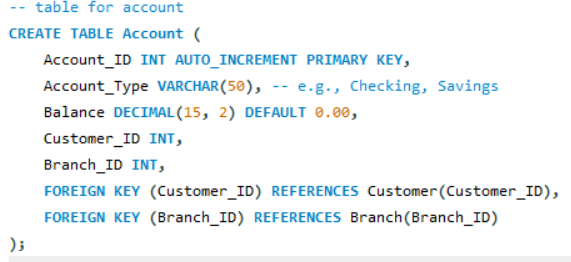 -- table for account
CREATE TABLE Account (
    Account_ID INT AUTO_INCREMENT PRIMARY KEY,
    Account_Type VARCHAR(50), -- e.g., Checking, Savings
    Balance DECIMAL(15, 2) DEFAULT 0.00,
    Customer_ID INT,
    Branch_ID INT,
    FOREIGN KEY (Customer_ID) REFERENCES Customer(Customer_ID),
    FOREIGN KEY (Branch_ID) REFERENCES Branch(Branch_ID)
);